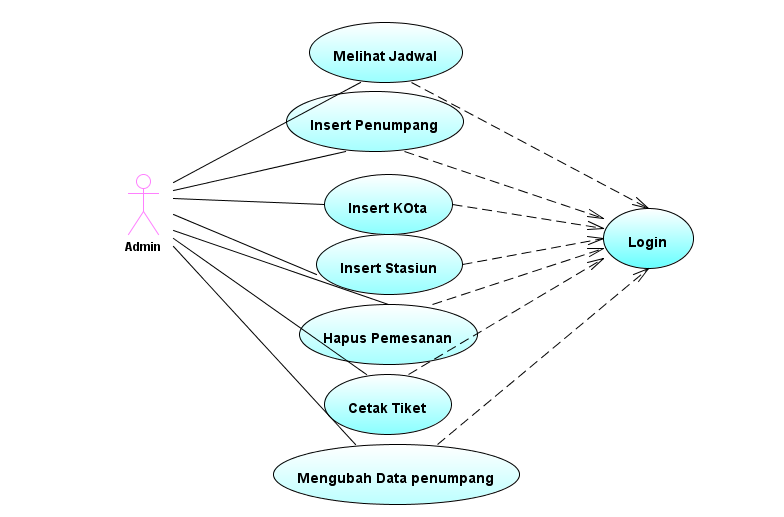 Melihat Jadwal
Insert Penumpang
Insert KOta
Admin
Login
Insert Stasiun
Hapus Pemesanan
Cetak Tiket
Mengubah Data penumpang